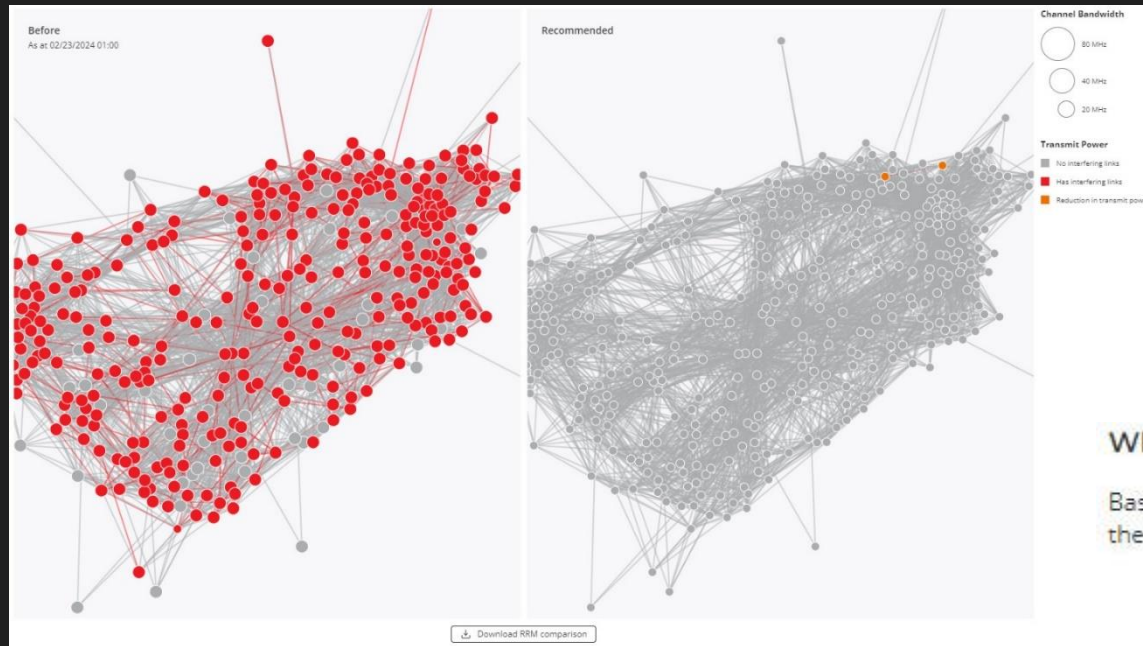 Before
As at 02/23/2024 01:00
Recommended
Channel Bandwidth
80 MHz
40 MHz
20 MHz
Transmit Power
No interfering links
Has interfering links
Reduction in transmit
Download RRM comparison
the